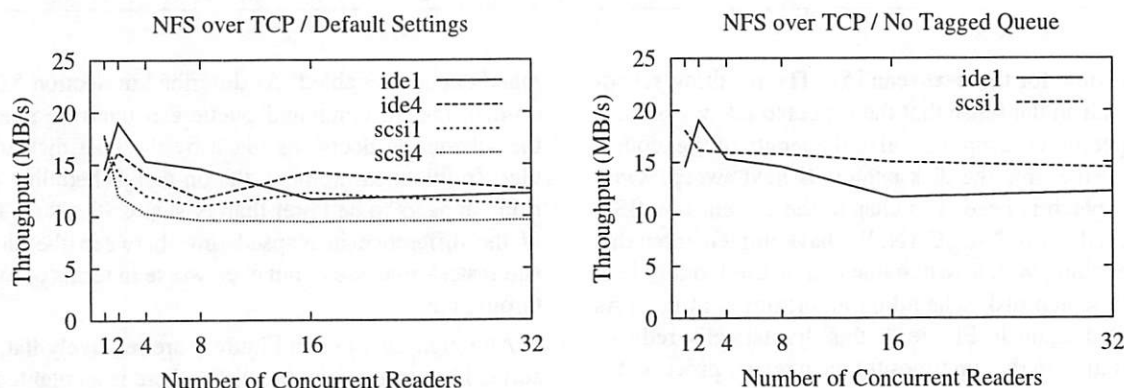 NFS over TCP / Default Settings
25
20
15
10
5
0
Throughput (MB/s)
ide1
ide4
scsi1
scsi4
1 2 4 8 16 32
Number of Concurrent Readers
NFS over TCP / No Tagged Queue
25
20
15
10
5
0
Throughput (MB/s)
ide1
scsi1
1 2 4 8 16 32
Number of Concurrent Readers